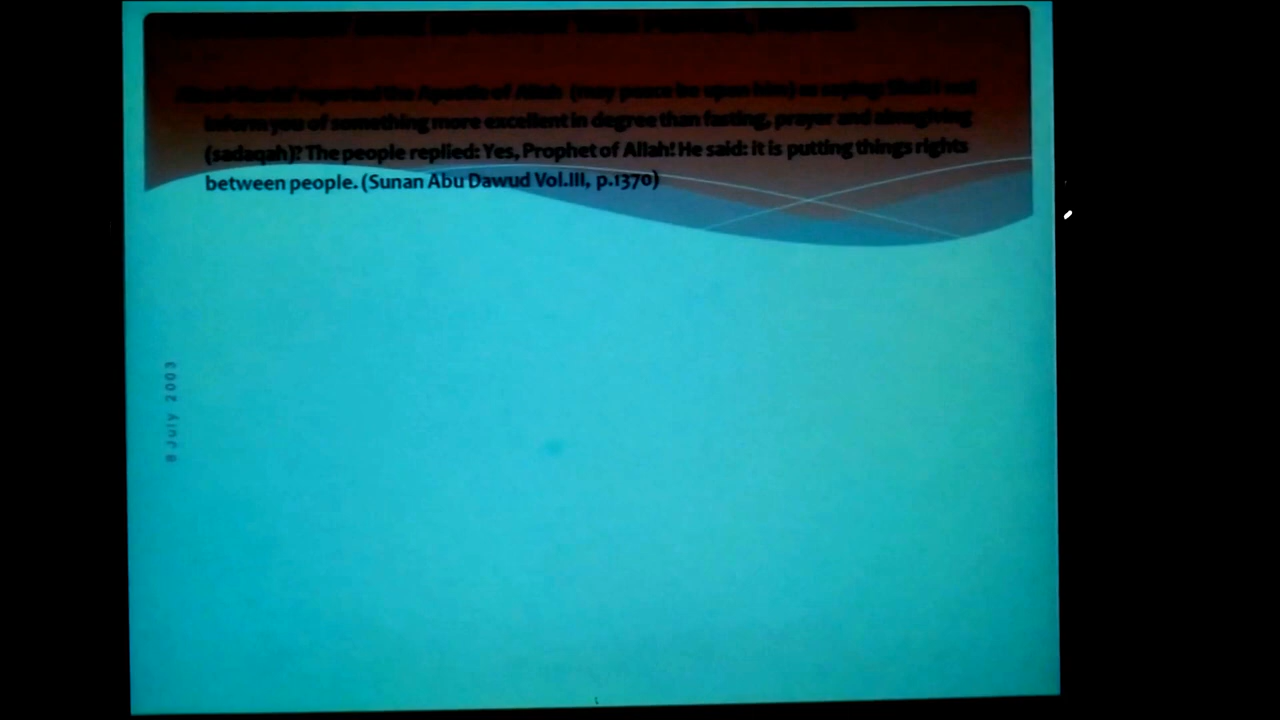 reported the Apostle of Allah (may peace be upon him) as saying: Shall I not
inform you of something more excellent in degree than fasting, prayer and almsgiving
(sadaqah)? The people replied: Yes, Prophet of Allah! He said: it is putting things rights
between people. (Sunan Abu Dawud Vol.III, p.1370)
8 July 2003